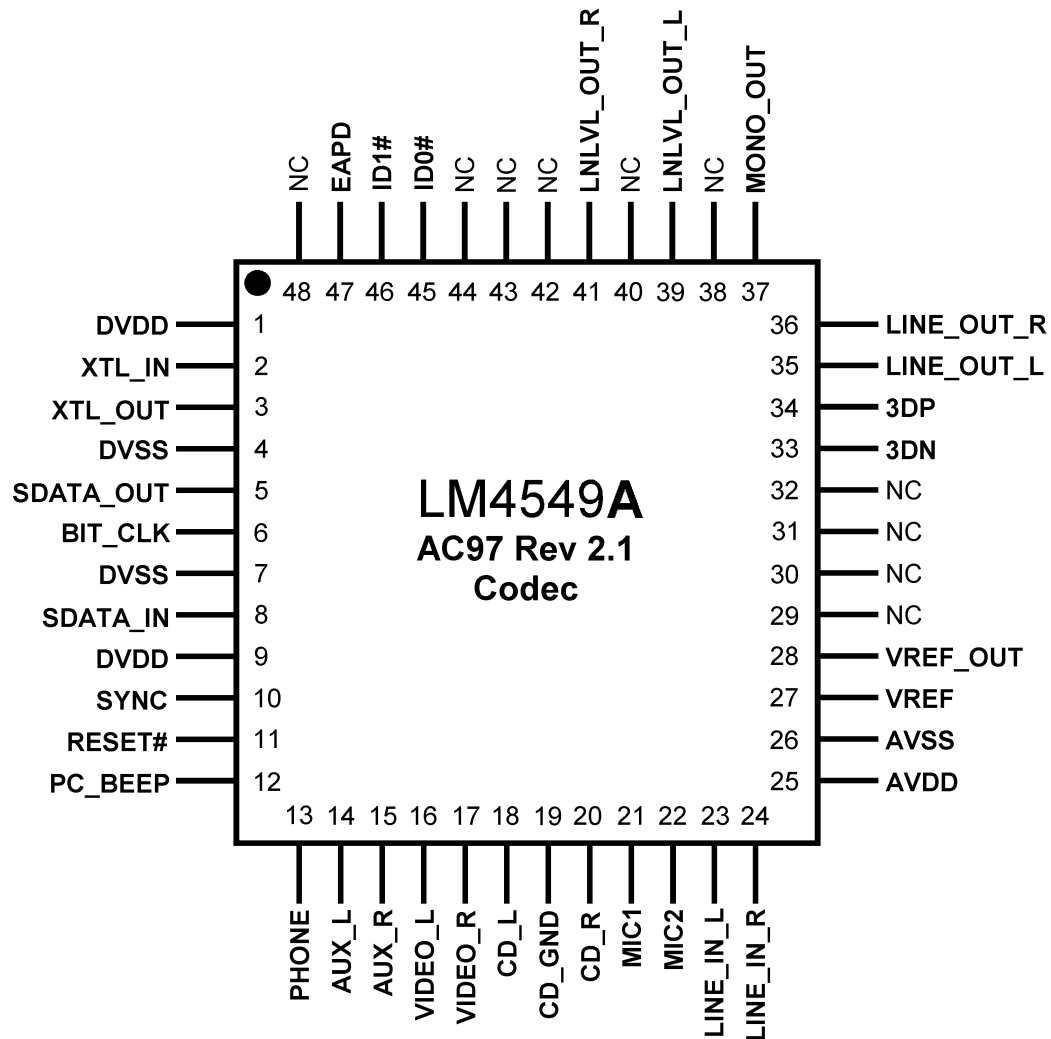 NC
EAPD
ID1#
ID0#
NC
NC
NC
LNLVL_OUT_R
NC
LNLVL_OUT_L
NC
MONO_OUT
48 47 46 45 44 43 42 41 40 39 38 37
DVDD 1
XTL_IN 2
XTL_OUT 3
DVSS 4
SDATA_OUT 5
BIT_CLK 6
DVSS 7
SDATA_IN 8
DVDD 9
SYNC 10
RESET# 11
PC_BEEP 12
LM4549A
AC97 Rev 2.1
Codec
36 LINE_OUT_R
35 LINE_OUT_L
34 3DP
33 3DN
32 NC
31 NC
30 NC
29 NC
28 VREF_OUT
27 VREF
26 AVSS
25 AVDD
13 14 15 16 17 18 19 20 21 22 23 24
PHONE
AUX_L
AUX_R
VIDEO_L
VIDEO_R
CD_L
CD_GND
CD_R
MIC1
MIC2
LINE_IN_L
LINE_IN_R